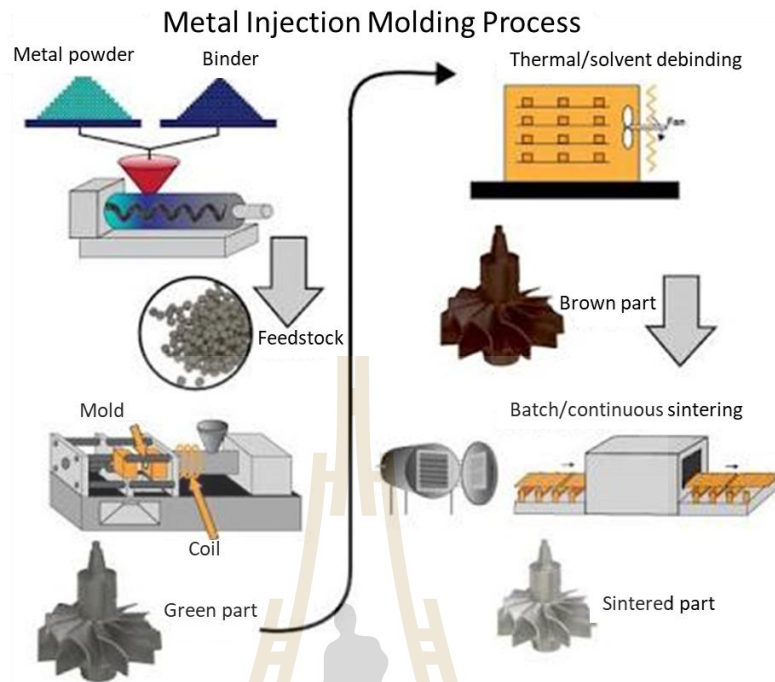 Metal Injection Molding Process
Metal powder
Binder
Feedstock
Mold
Coil
Green part
Thermal/solvent debinding
Fan
Brown part
Batch/continuous sintering
Sintered part